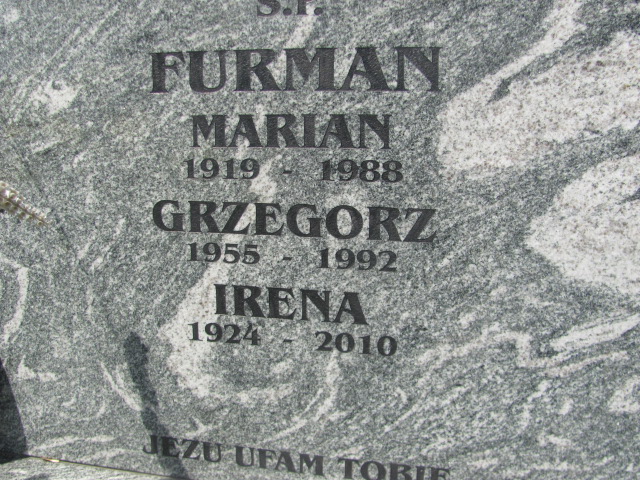 Ś.P.
FURMAN
MARIAN
1919 - 1988
GRZEGORZ
1955 - 1992
IRENA
1924 - 2010
JEZU UFAM TOBIE